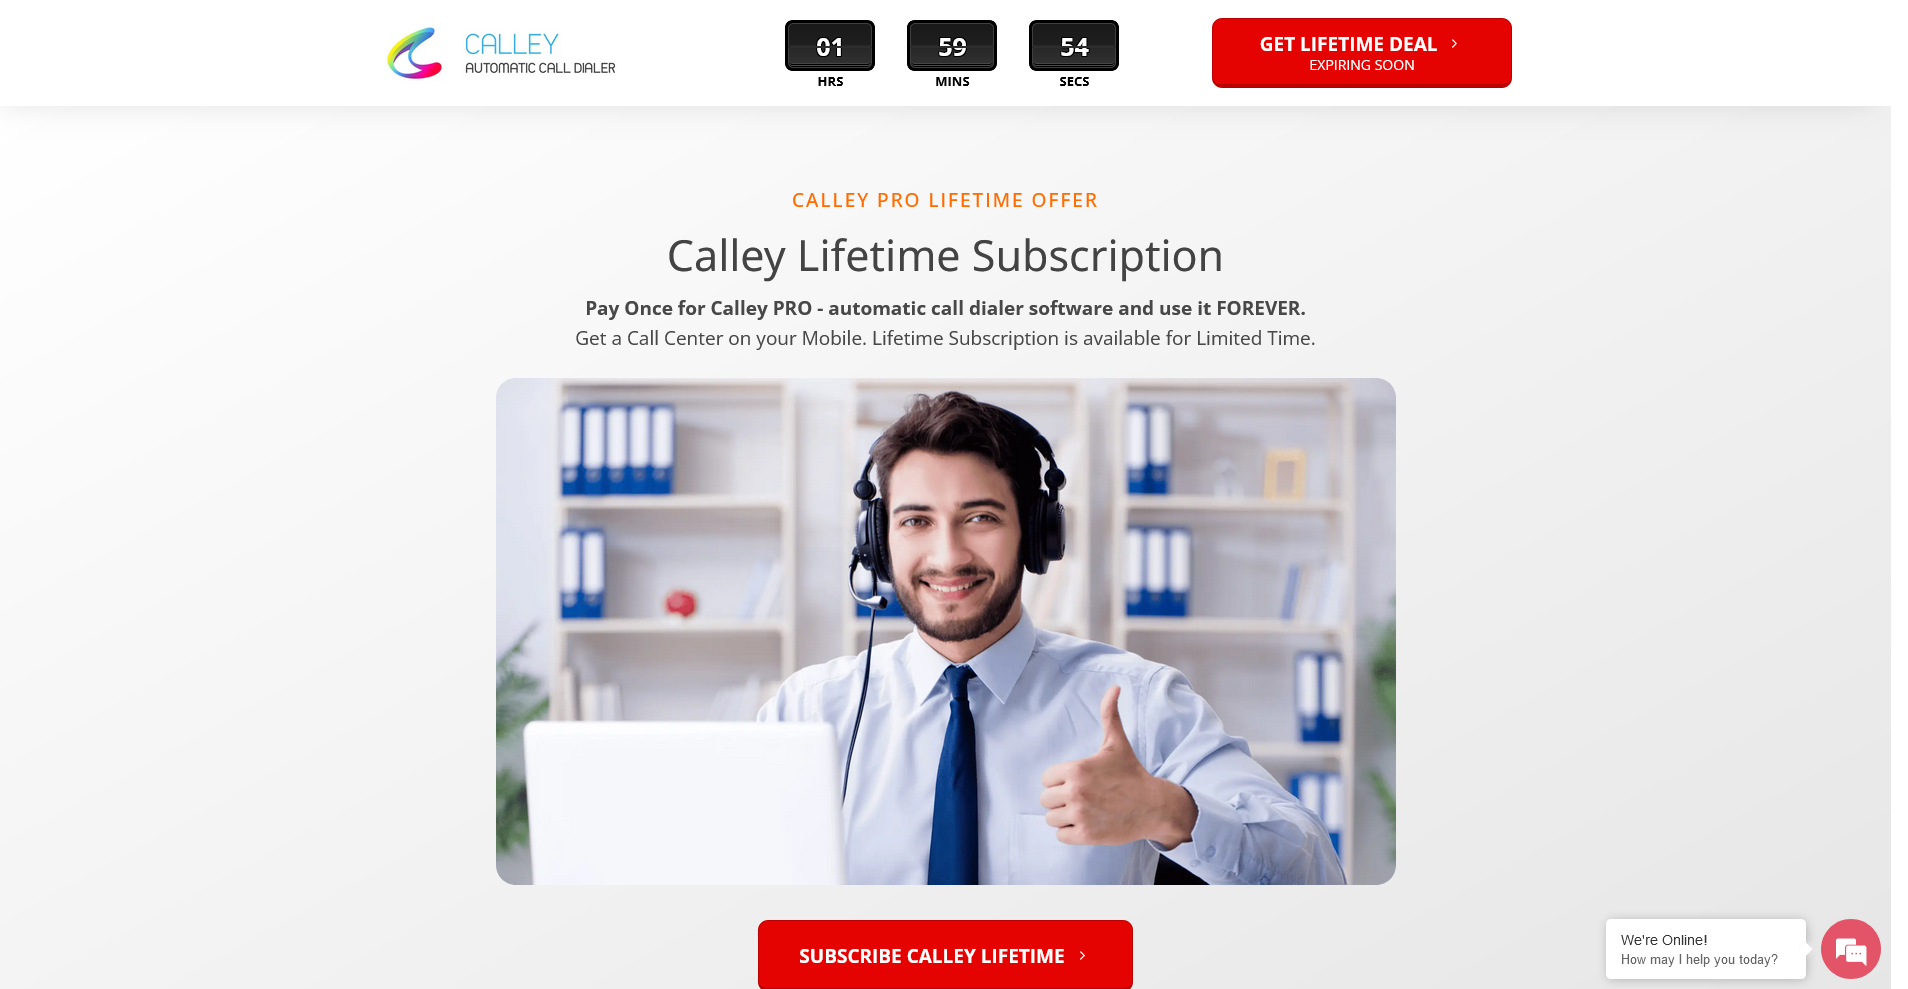 CALLEY
AUTOMATIC CALL DIALER
01
HRS
59
MINS
54
SECS
GET LIFETIME DEAL
EXPIRING SOON
CALLEY PRO LIFETIME OFFER
Calley Lifetime Subscription
Pay Once for Calley PRO - automatic call dialer software and use it FOREVER.
Get a Call Center on your Mobile. Lifetime Subscription is available for Limited Time.
SUBSCRIBE CALLEY LIFETIME
We're Online!
How may I help you today?